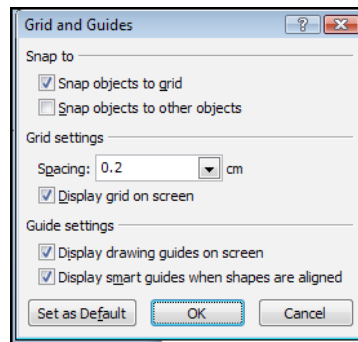 Grid and Guides
Snap to
Snap objects to grid
Snap objects to other objects
Grid settings
Spacing: 0.2 cm
Display grid on screen
Guide settings
Display drawing guides on screen
Display smart guides when shapes are aligned
Set as Default OK Cancel